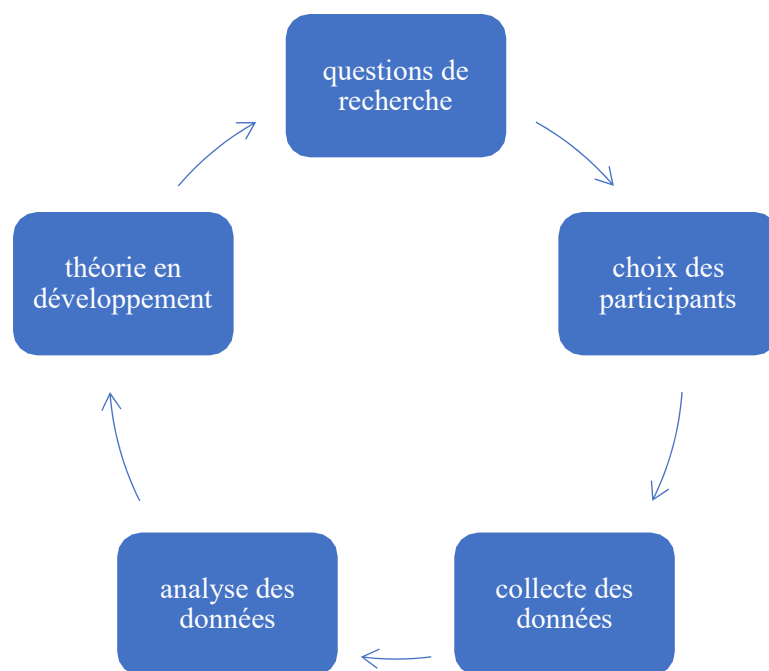 questions de
recherche
choix des
participants
collecte des
données
analyse des
données
théorie en
développement